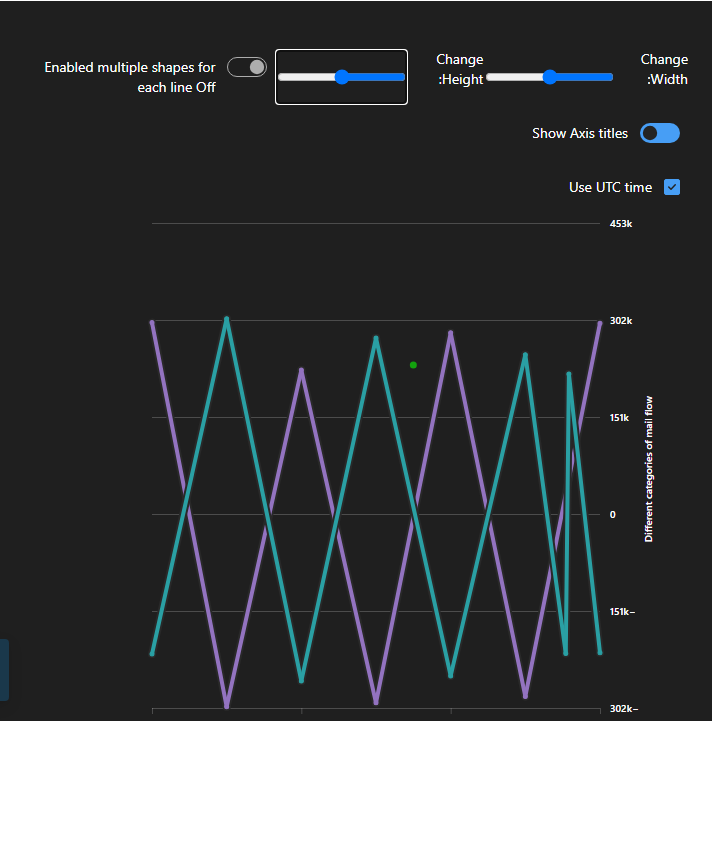 Enabled multiple shapes for
each line Off
Change
:Height
Change
:Width
Show Axis titles
Use UTC time
453k
302k
151k
0
151k−
302k−
Different categories of mail flow